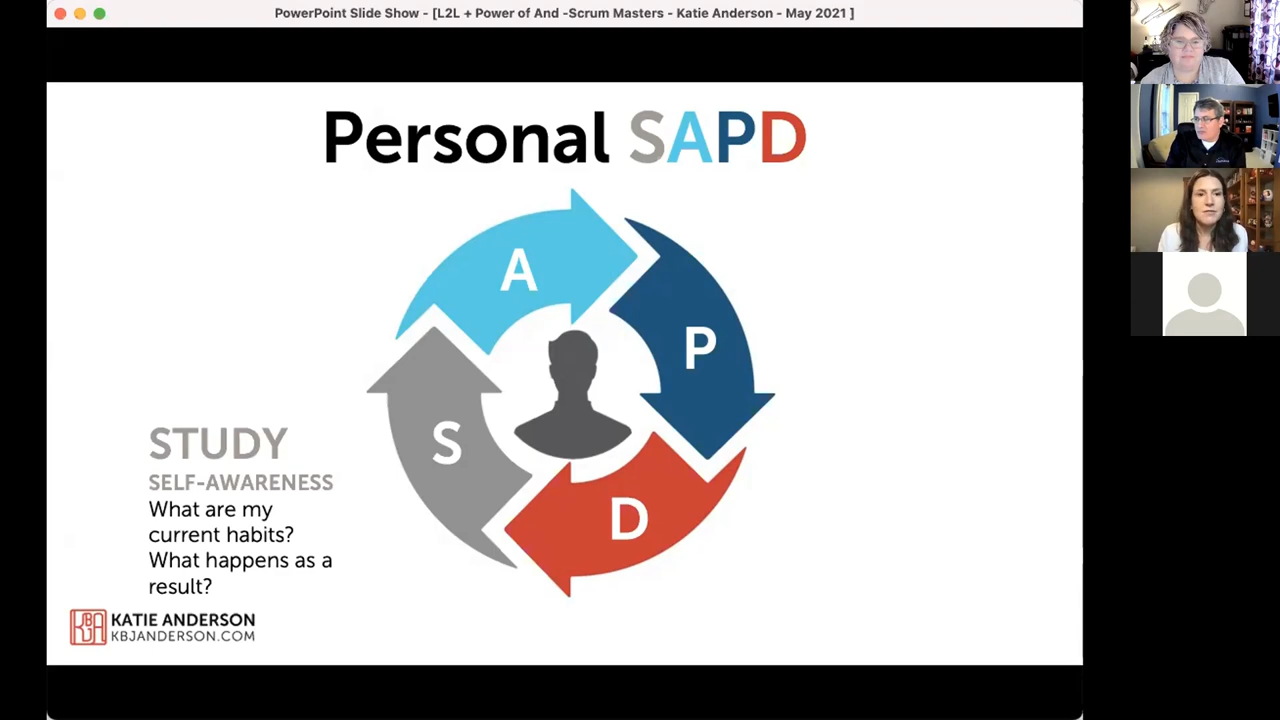 PowerPoint Slide Show - [L2L + Power of And -Scrum Masters - Katie Anderson - May 2021 ]
Personal SAPD
A
P
S
D
STUDY
SELF-AWARENESS
What are my
current habits?
What happens as a
result?
KBA
KATIE ANDERSON
KBJANDERSON.COM